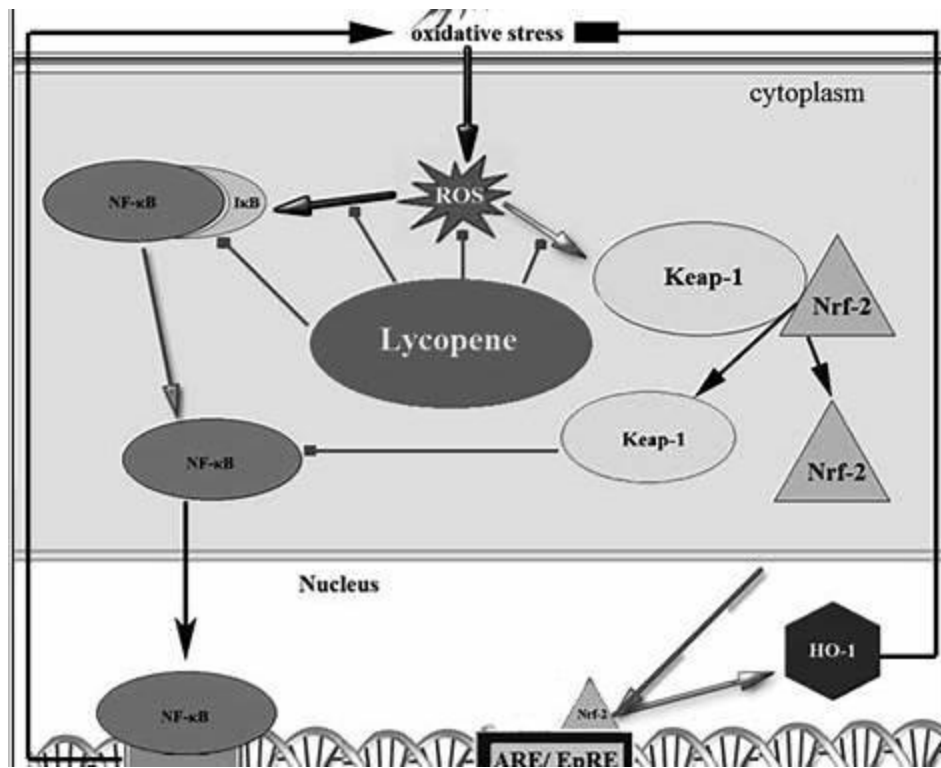 oxidative stress
cytoplasm
ROS
NF-κB
IκB
Keap-1
Nrf-2
Lycopene
Keap-1
NF-κB
Nrf-2
Nucleus
HO-1
NF-κB
Nrf-2
ARE/ EpRE